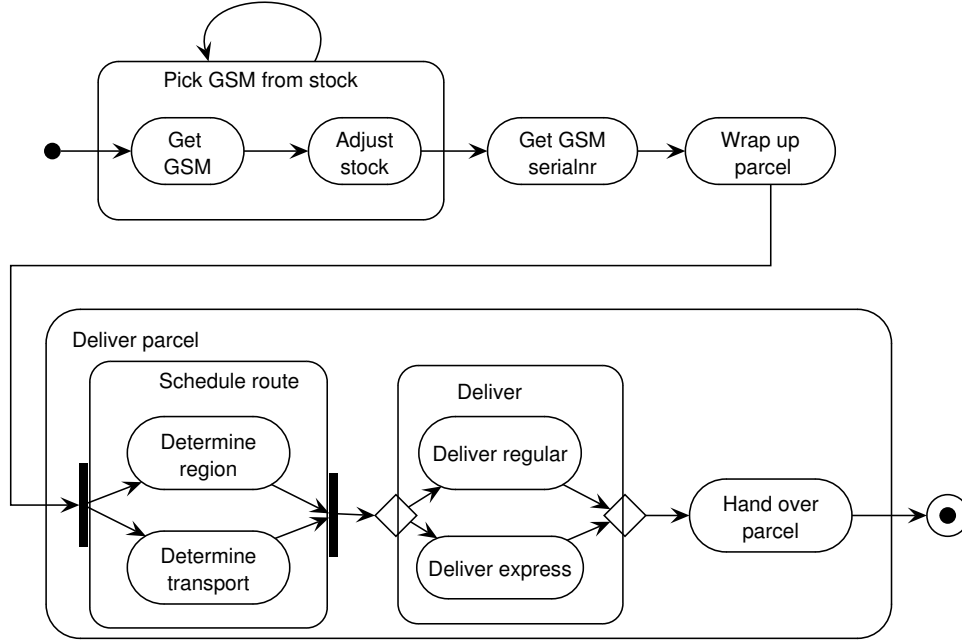 Pick GSM from stock
Get
GSM
Adjust
stock
Get GSM
serialnr
Wrap up
parcel
Deliver parcel
Schedule route
Determine
region
Determine
transport
Deliver
Deliver regular
Deliver express
Hand over
parcel